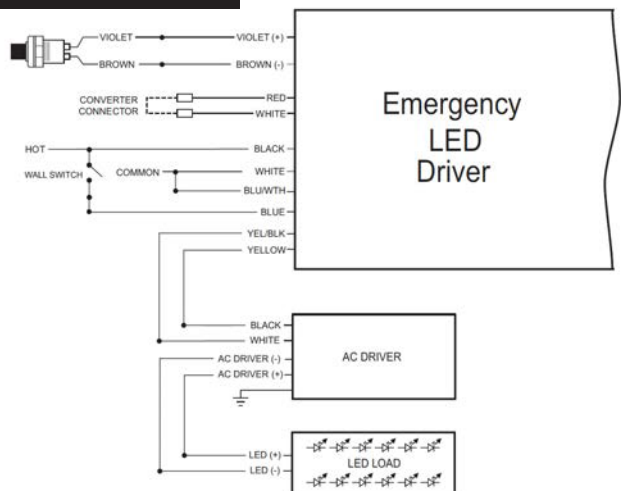 VIOLET VIOLET (+)
BROWN BROWN (-)
CONVERTER
CONNECTOR
RED
WHITE
HOT BLACK
WALL SWITCH COMMON WHITE
BLU/WTH
BLUE
YEL/BLK
YELLOW
Emergency
LED
Driver
BLACK
WHITE
AC DRIVER (-)
AC DRIVER (+)
AC DRIVER
LED (+)
LED (-)
LED LOAD